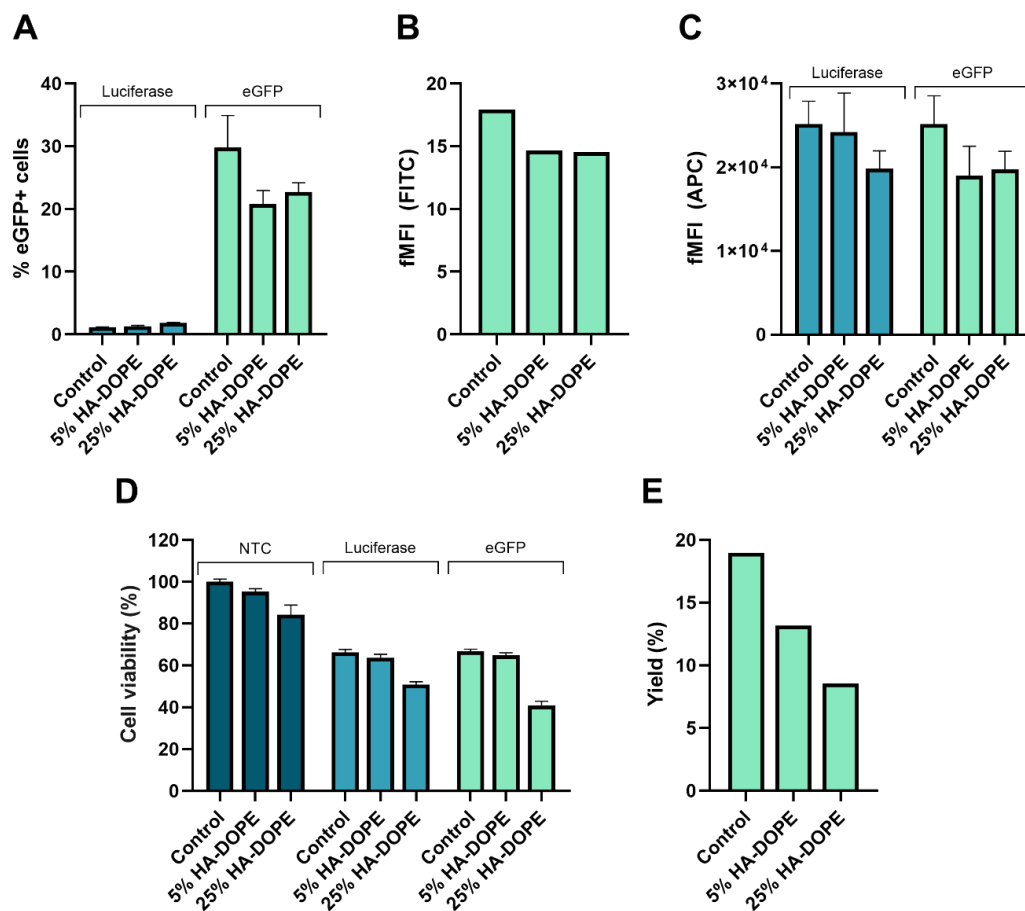 A
% eGFP+ cells
40
30
20
10
0
Luciferase
eGFP
Control
5% HA-DOPE
25% HA-DOPE
Control
5% HA-DOPE
25% HA-DOPE
B
fMFI (FITC)
20
15
10
5
0
Control
5% HA-DOPE
25% HA-DOPE
C
fMFI (APC)
3×10⁴
2×10⁴
1×10⁴
0
Luciferase
eGFP
Control
5% HA-DOPE
25% HA-DOPE
Control
5% HA-DOPE
25% HA-DOPE
D
Cell viability (%)
120
100
80
60
40
20
0
NTC
Luciferase
eGFP
Control
5% HA-DOPE
25% HA-DOPE
Control
5% HA-DOPE
25% HA-DOPE
Control
5% HA-DOPE
25% HA-DOPE
E
Yield (%)
20
15
10
5
0
Control
5% HA-DOPE
25% HA-DOPE